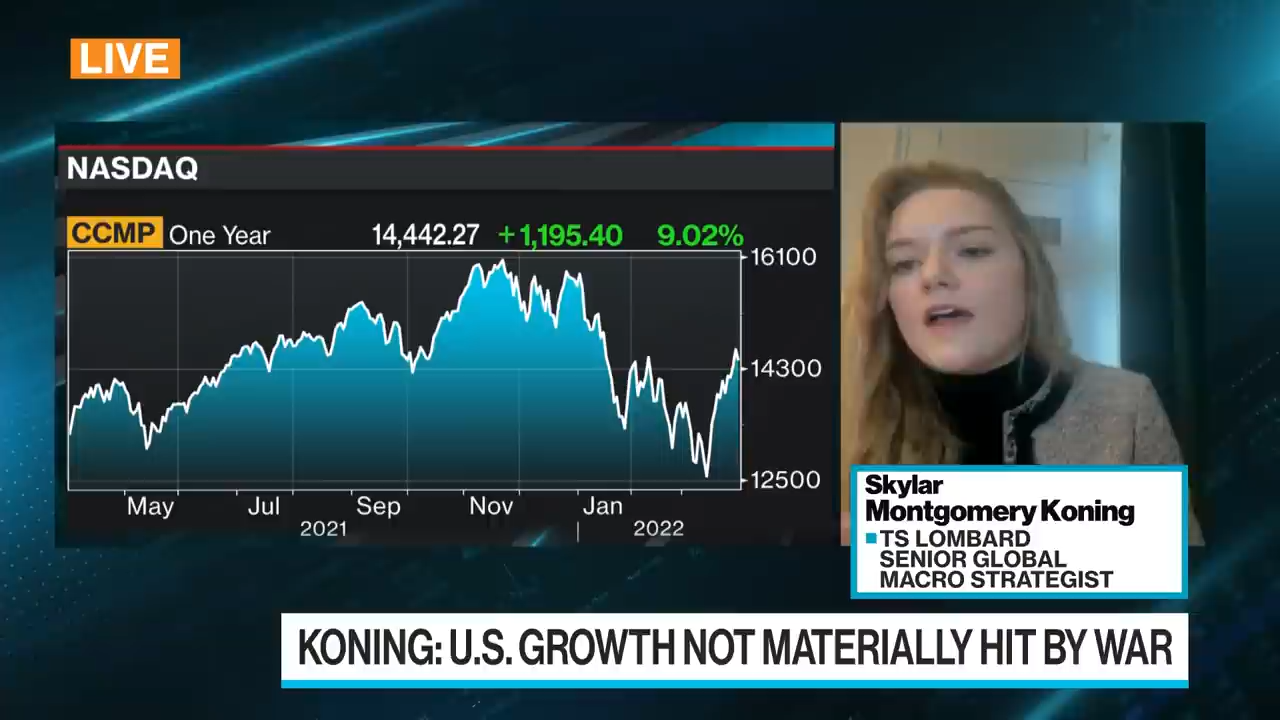 LIVE
NASDAQ
CCMP One Year 14,442.27 +1,195.40 9.02%
16100
14300
12500
May Jul Sep Nov Jan
2021 2022
Skylar
Montgomery Koning
TS LOMBARD
SENIOR GLOBAL
MACRO STRATEGIST
KONING: U.S. GROWTH NOT MATERIALLY HIT BY WAR